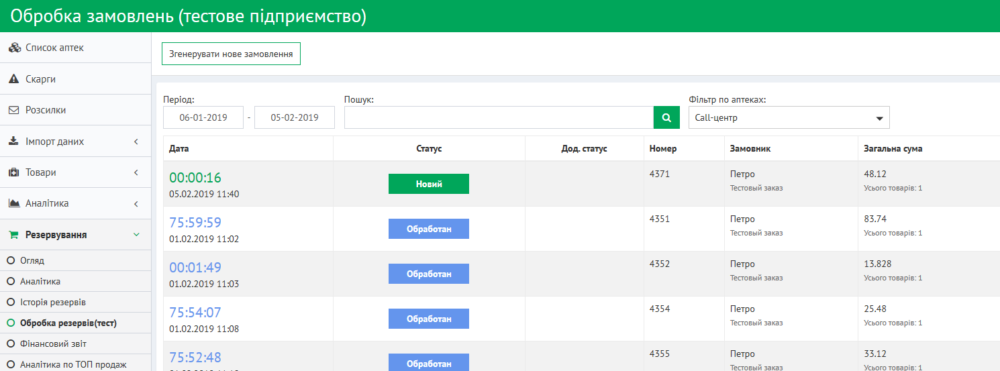 Обробка замовлень (тестове підприємство)
Список аптек
Скарги
Розсилки
Імпорт даних
Товари
Аналітика
Резервування
Огляд
Аналітика
Історія резервів
Обробка резервів(тест)
Фінансовий звіт
Аналітика по ТОП продаж
Згенерувати нове замовлення
Період: Пошук: Фільтр по аптеках:
06-01-2019 - 05-02-2019 Call-центр
Дата Статус Дод. статус Номер Замовник Загальна сума
00:00:16 Новий 4371 Петро 48.12
05.02.2019 11:40 Тестовый заказ Усього товарів: 1
75:59:59 Обработан 4351 Петро 83.74
01.02.2019 11:02 Тестовый заказ Усього товарів: 1
00:01:49 Обработан 4352 Петро 13.828
01.02.2019 11:03 Тестовый заказ Усього товарів: 1
75:54:07 Обработан 4354 Петро 25.48
01.02.2019 11:08 Тестовый заказ Усього товарів: 1
75:52:48 Обработан 4355 Петро 33.12
Тестовый заказ Усього товарів: 1